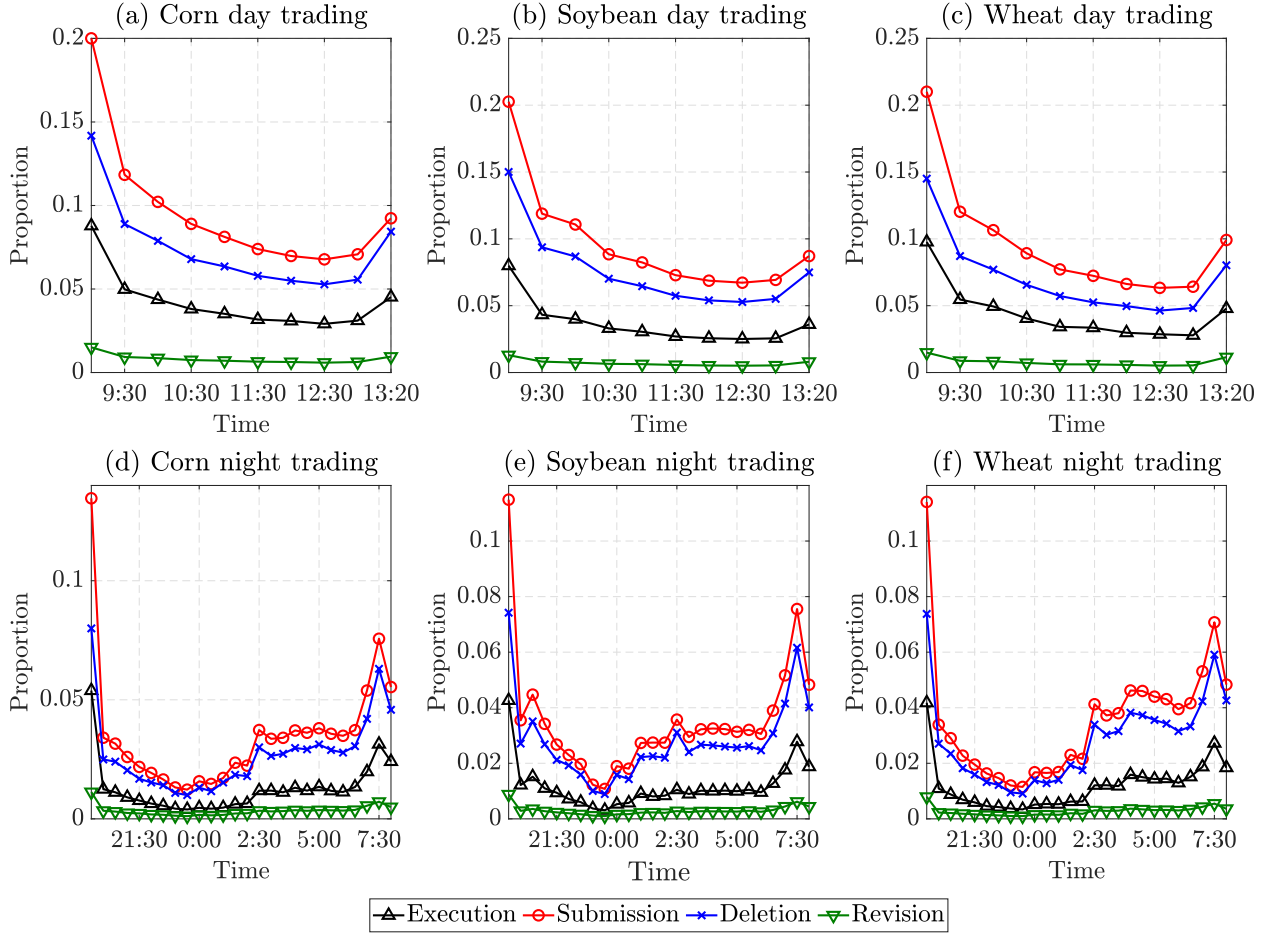 (a) Corn day trading
(b) Soybean day trading
(c) Wheat day trading
0.2
0.15
0.1
0.05
0
Proportion
9:30 10:30 11:30 12:30 13:20
Time
0.25
0.2
0.15
0.1
0.05
0
Proportion
9:30 10:30 11:30 12:30 13:20
Time
0.25
0.2
0.15
0.1
0.05
0
Proportion
9:30 10:30 11:30 12:30 13:20
Time
(d) Corn night trading
(e) Soybean night trading
(f) Wheat night trading
0.1
0.05
0
Proportion
21:30 0:00 2:30 5:00 7:30
Time
0.1
0.08
0.06
0.04
0.02
0
Proportion
21:30 0:00 2:30 5:00 7:30
Time
0.1
0.08
0.06
0.04
0.02
0
Proportion
21:30 0:00 2:30 5:00 7:30
Time
Execution Submission Deletion Revision